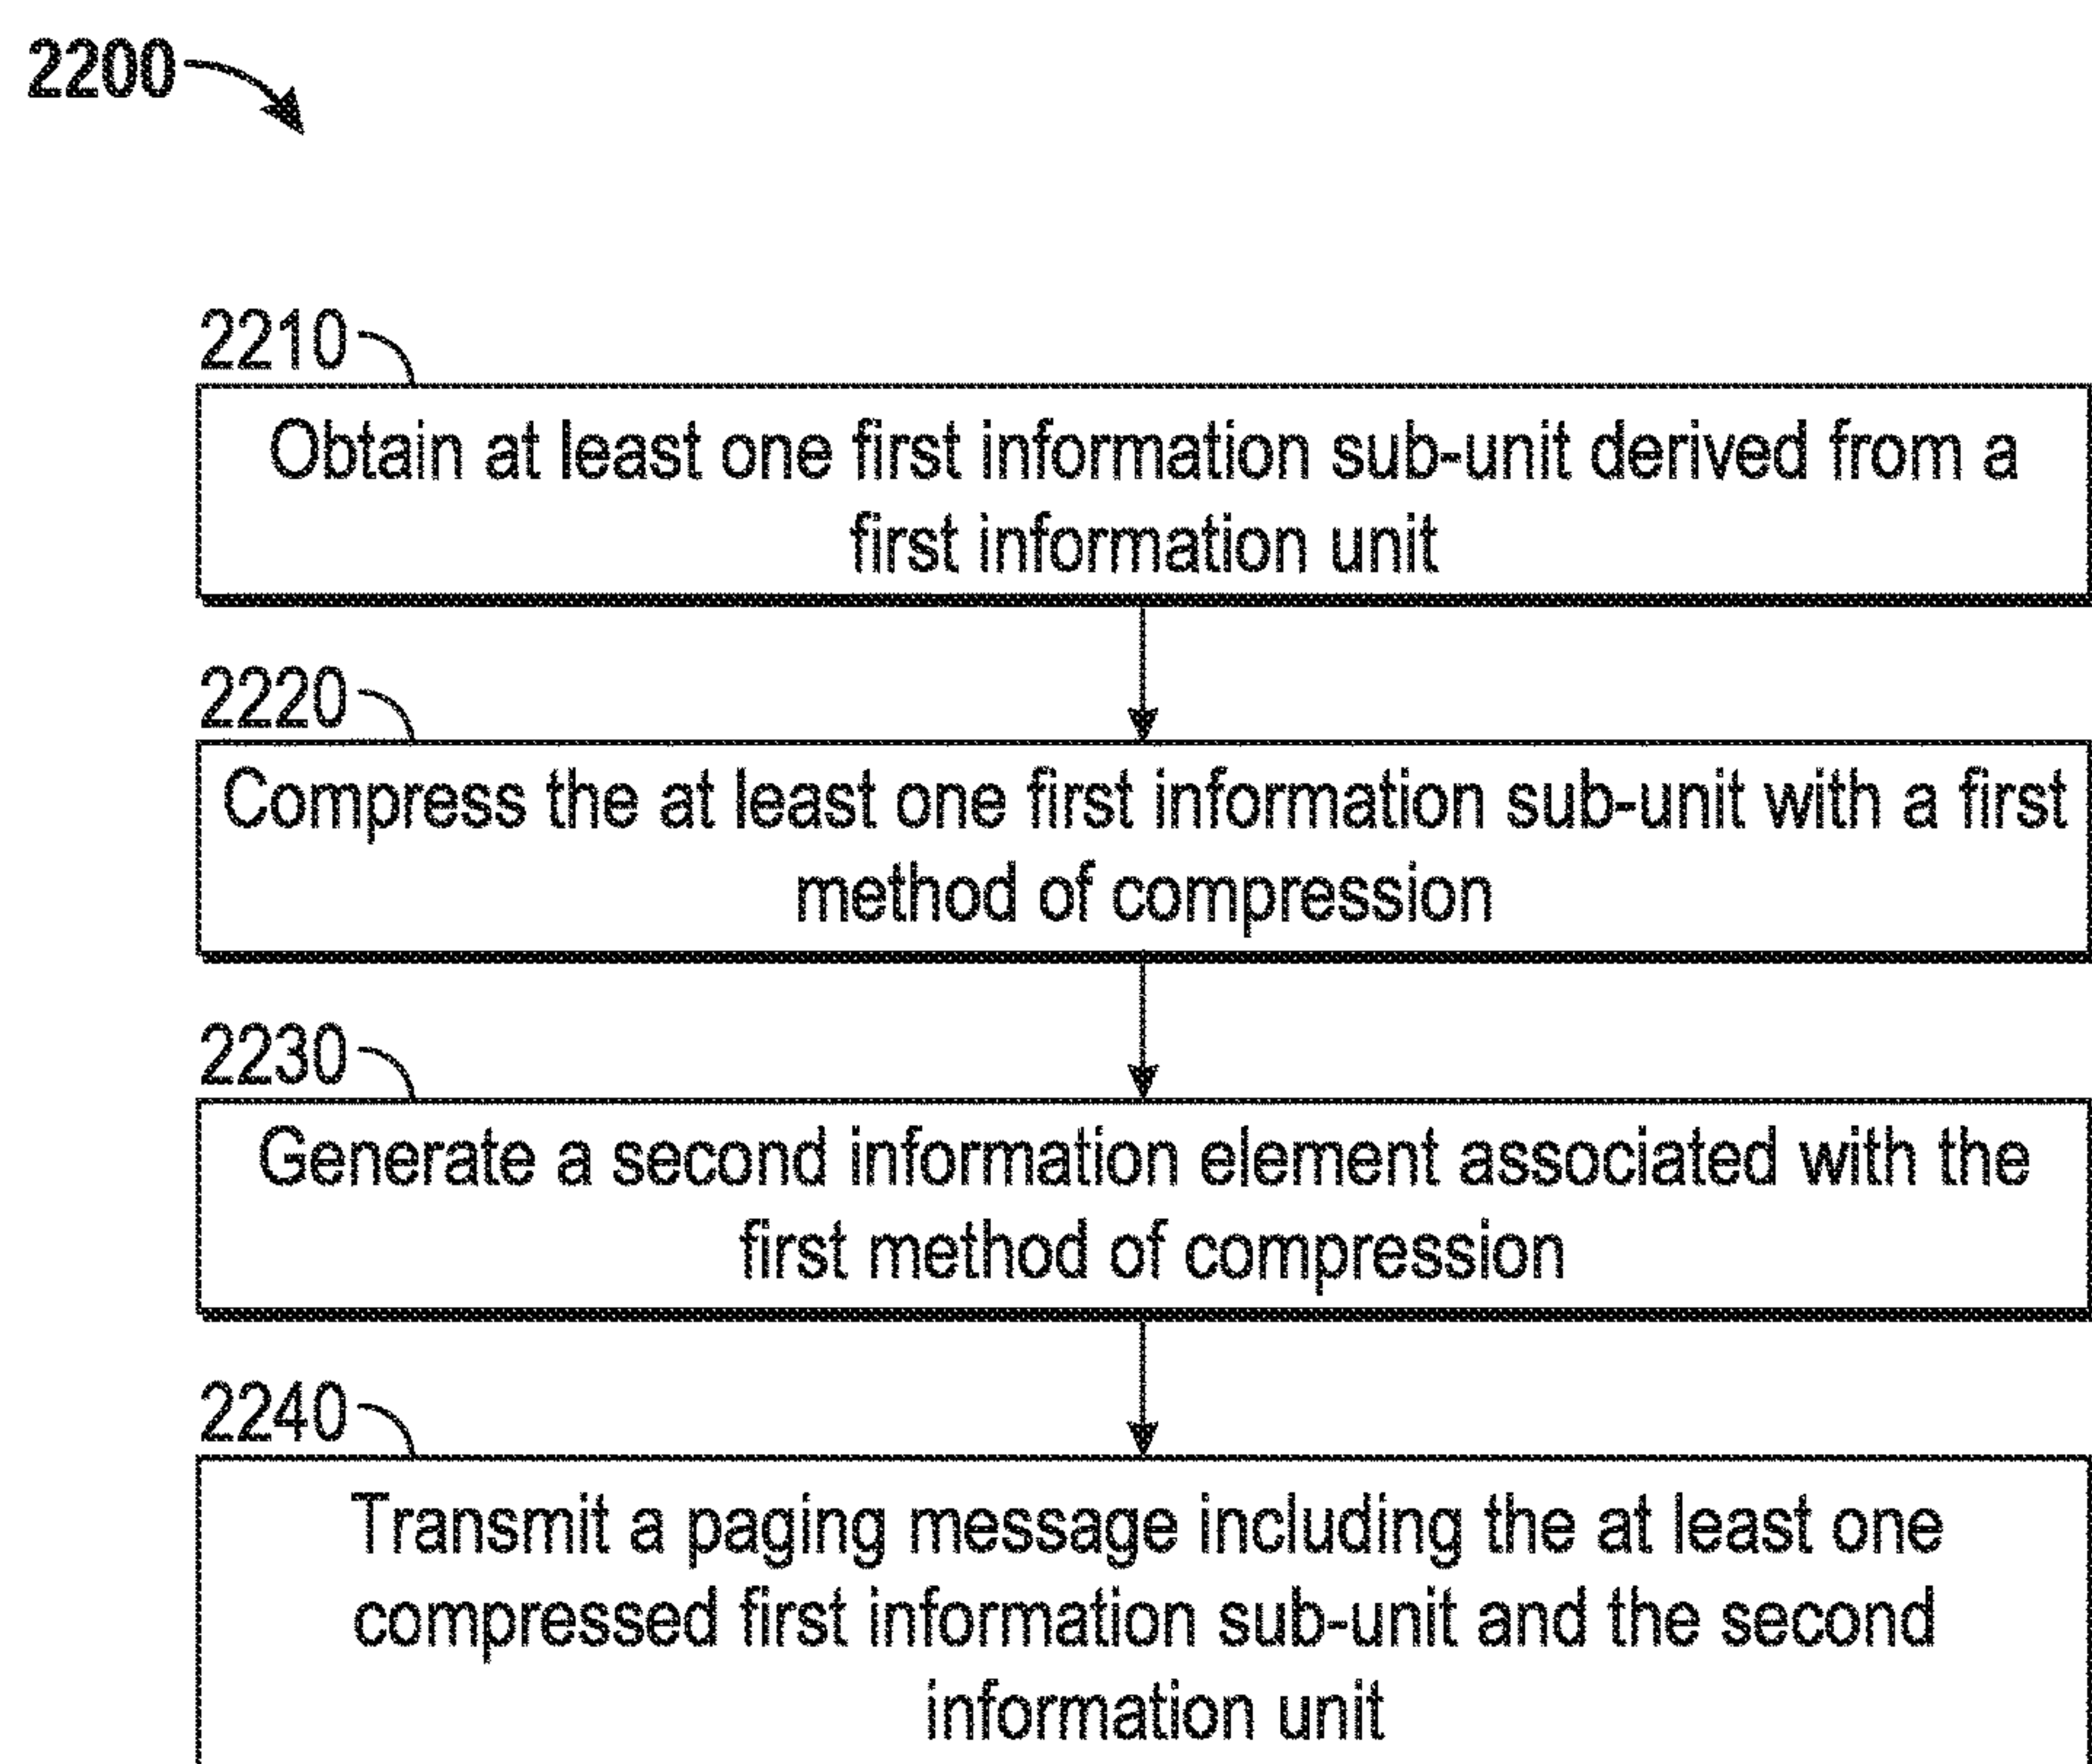 2200
2210
Obtain at least one first information sub-unit derived from a
first information unit
2220
Compress the at least one first information sub-unit with a first
method of compression
2230
Generate a second information element associated with the
first method of compression
2240
Transmit a paging message including the at least one
compressed first information sub-unit and the second
information unit